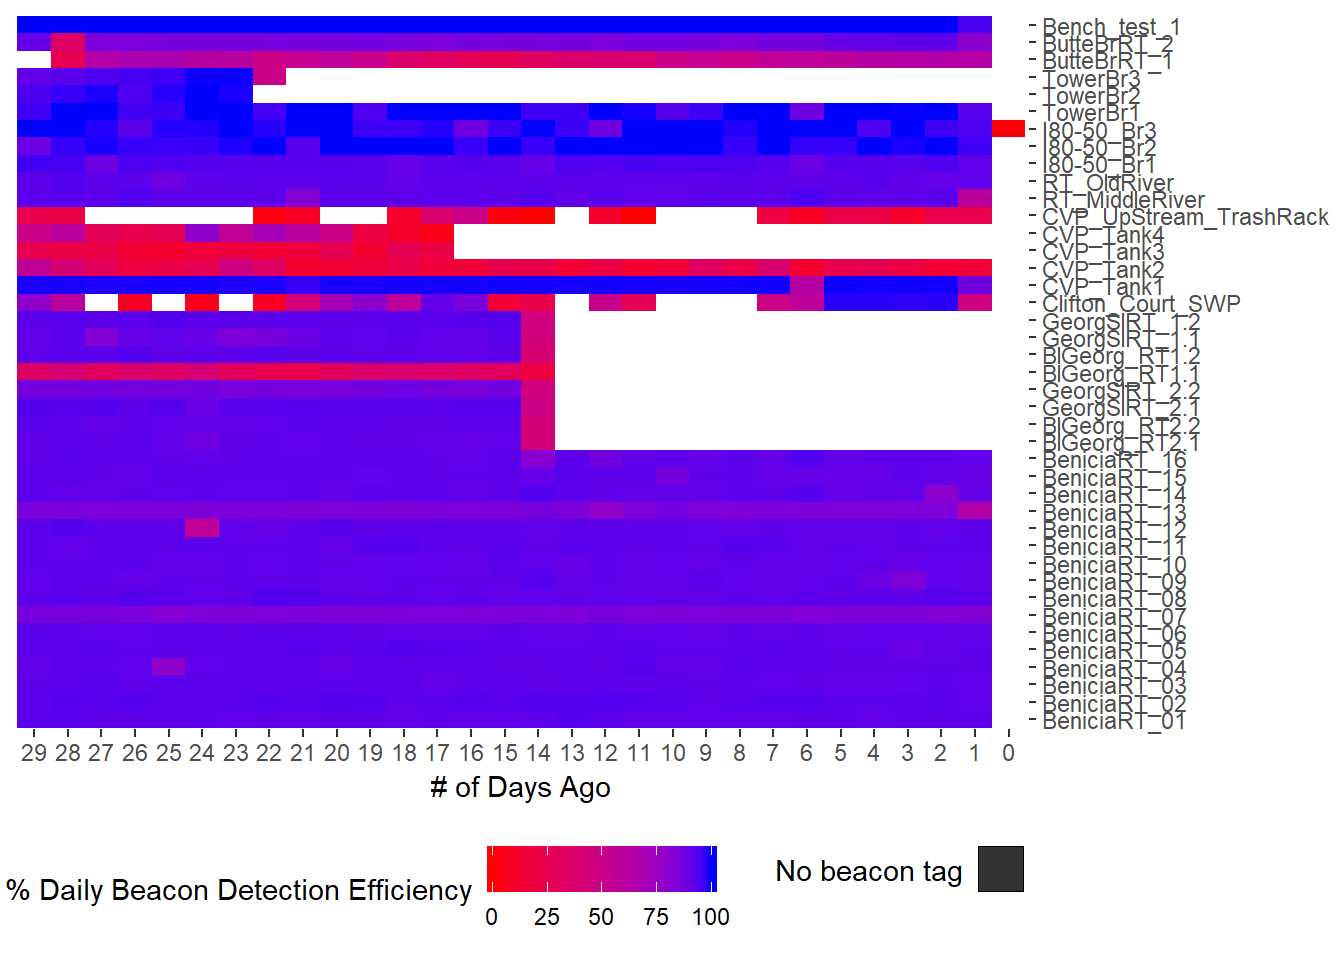 Bench_test_1
ButteBrRT_2
ButteBrRT_1
TowerBr3
TowerBr2
TowerBr1
I80-50_Br3
I80-50_Br2
I80-50_Br1
RT_OldRiver
RT_MiddleRiver
CVP_UpStream_TrashRack
CVP_Tank4
CVP_Tank3
CVP_Tank2
CVP_Tank1
Clifton_Court_SWP
GeorgSlRT_1.2
GeorgSlRT_1.1
BlGeorg_RT1.2
BlGeorg_RT1.1
GeorgSlRT_2.2
GeorgSlRT_2.1
BlGeorg_RT2.2
BlGeorg_RT2.1
BeniciaRT_16
BeniciaRT_15
BeniciaRT_14
BeniciaRT_13
BeniciaRT_12
BeniciaRT_11
BeniciaRT_10
BeniciaRT_09
BeniciaRT_08
BeniciaRT_07
BeniciaRT_06
BeniciaRT_05
BeniciaRT_04
BeniciaRT_03
BeniciaRT_02
BeniciaRT_01
29 28 27 26 25 24 23 22 21 20 19 18 17 16 15 14 13 12 11 10 9 8 7 6 5 4 3 2 1 0
# of Days Ago
% Daily Beacon Detection Efficiency
0 25 50 75 100
No beacon tag